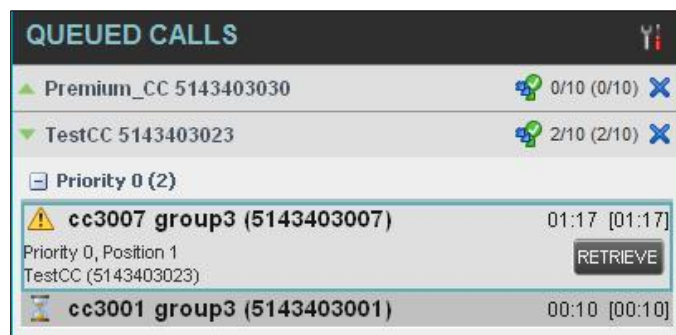 QUEUED CALLS
Premium_CC 5143403030 0/10 (0/10)
TestCC 5143403023 2/10 (2/10)
Priority 0 (2)
cc3007 group3 (5143403007) 01:17 [01:17]
Priority 0, Position 1
RETRIEVE
TestCC (5143403023)
cc3001 group3 (5143403001) 00:10 [00:10]